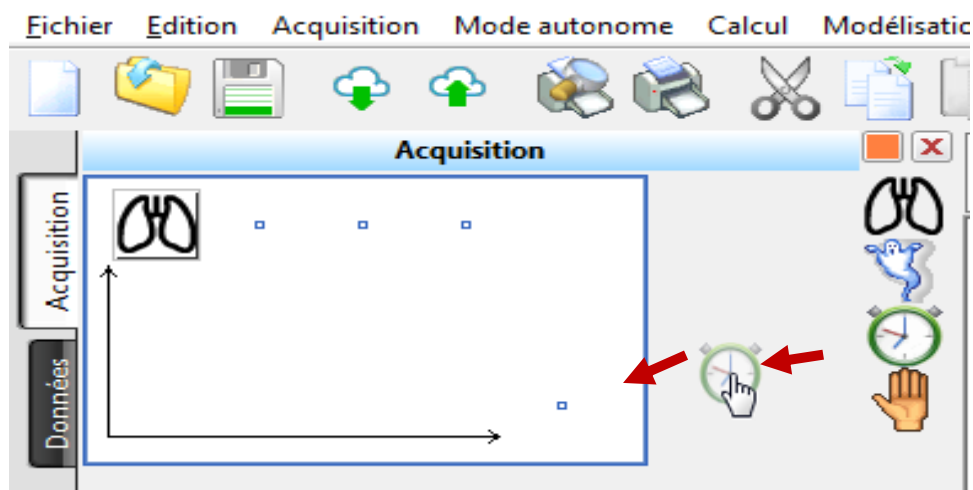 Fichier Edition Acquisition Mode autonome Calcul Modélisatio
Acquisition
Acquisition
Données